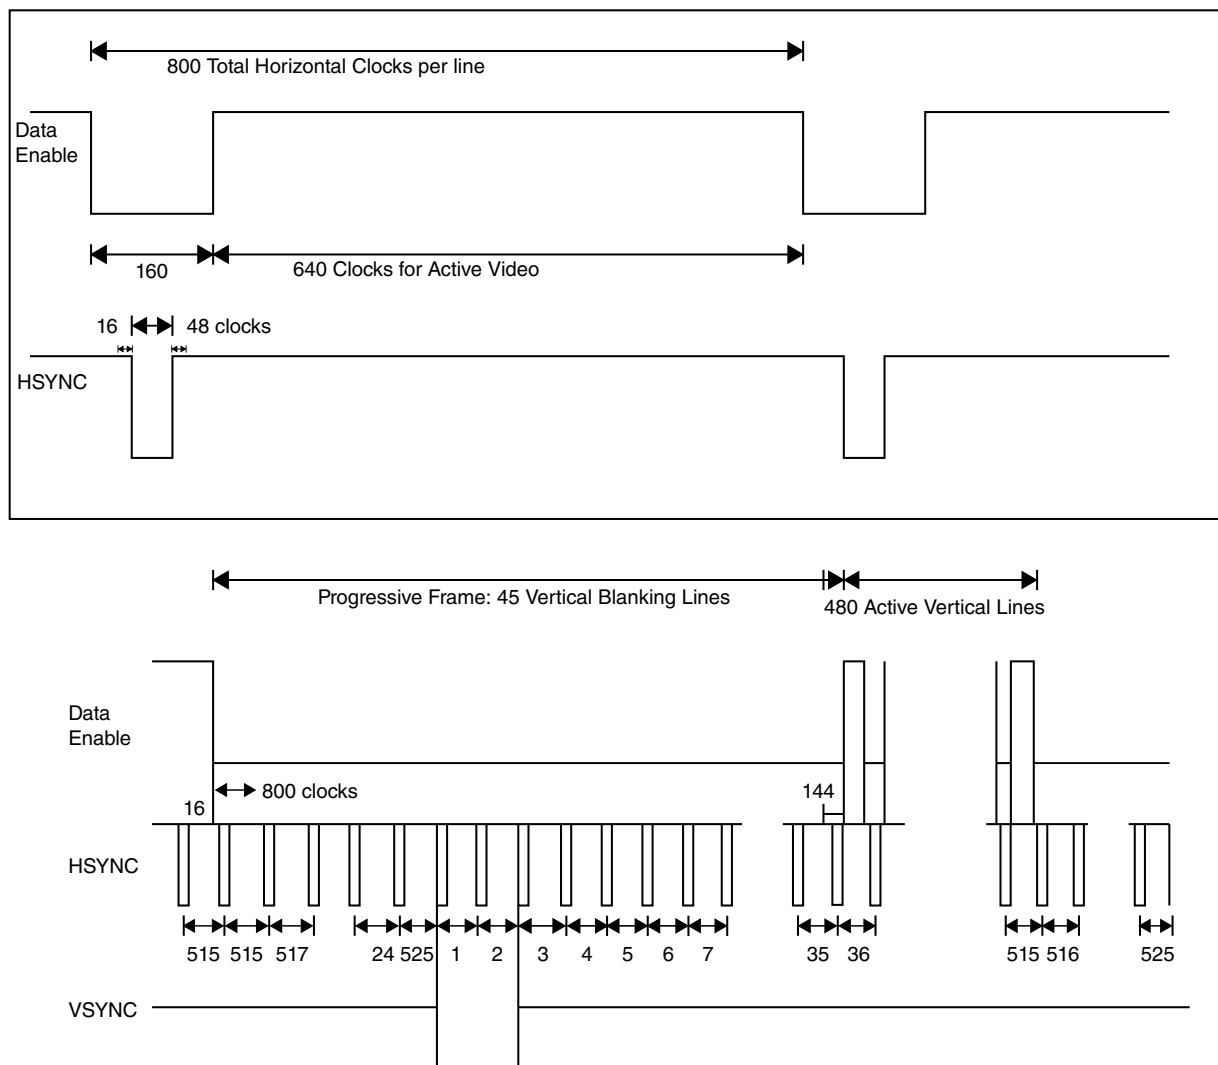 800 Total Horizontal Clocks per line
Data
Enable
160
640 Clocks for Active Video
16
48 clocks
HSYNC
Progressive Frame: 45 Vertical Blanking Lines
480 Active Vertical Lines
Data
Enable
16
800 clocks
144
HSYNC
515 515 517 24 525 1 2 3 4 5 6 7 35 36 515 516 525
VSYNC